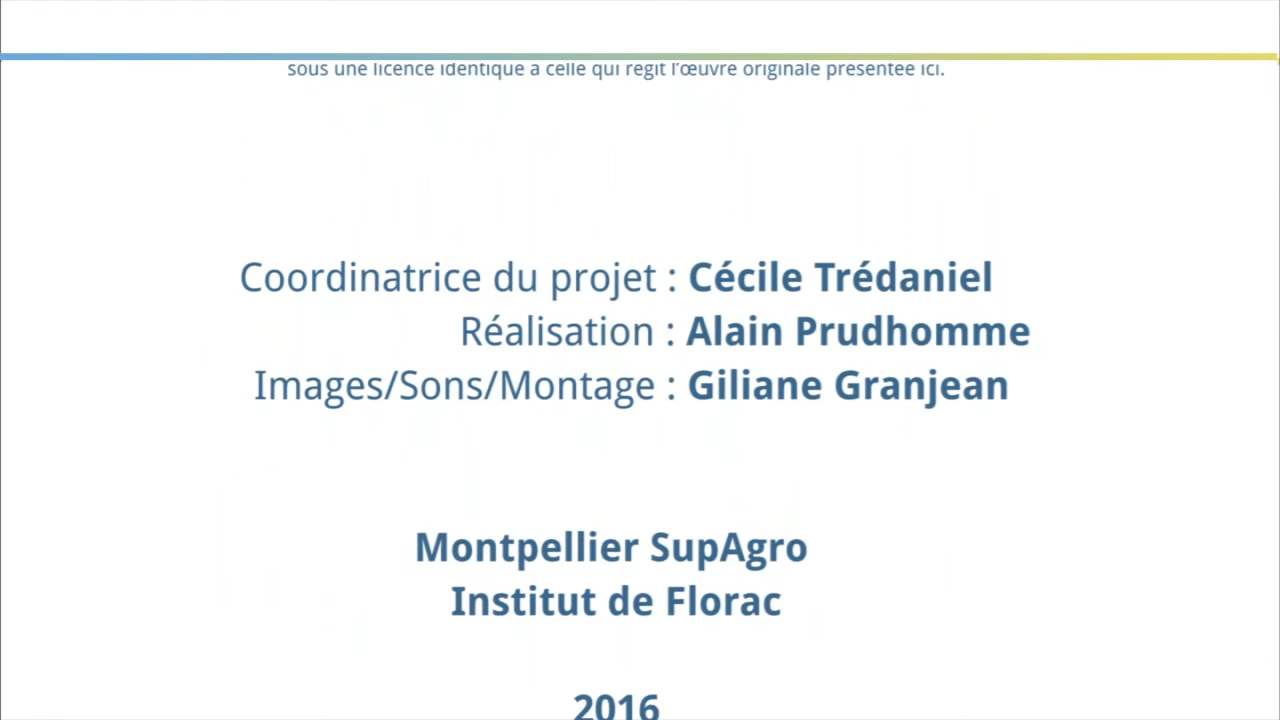 sous une licence identique à celle qui régit l’œuvre originale présentée ici.
Coordinatrice du projet : Cécile Trédaniel
Réalisation : Alain Prudhomme
Images/Sons/Montage : Giliane Granjean
Montpellier SupAgro
Institut de Florac
2016